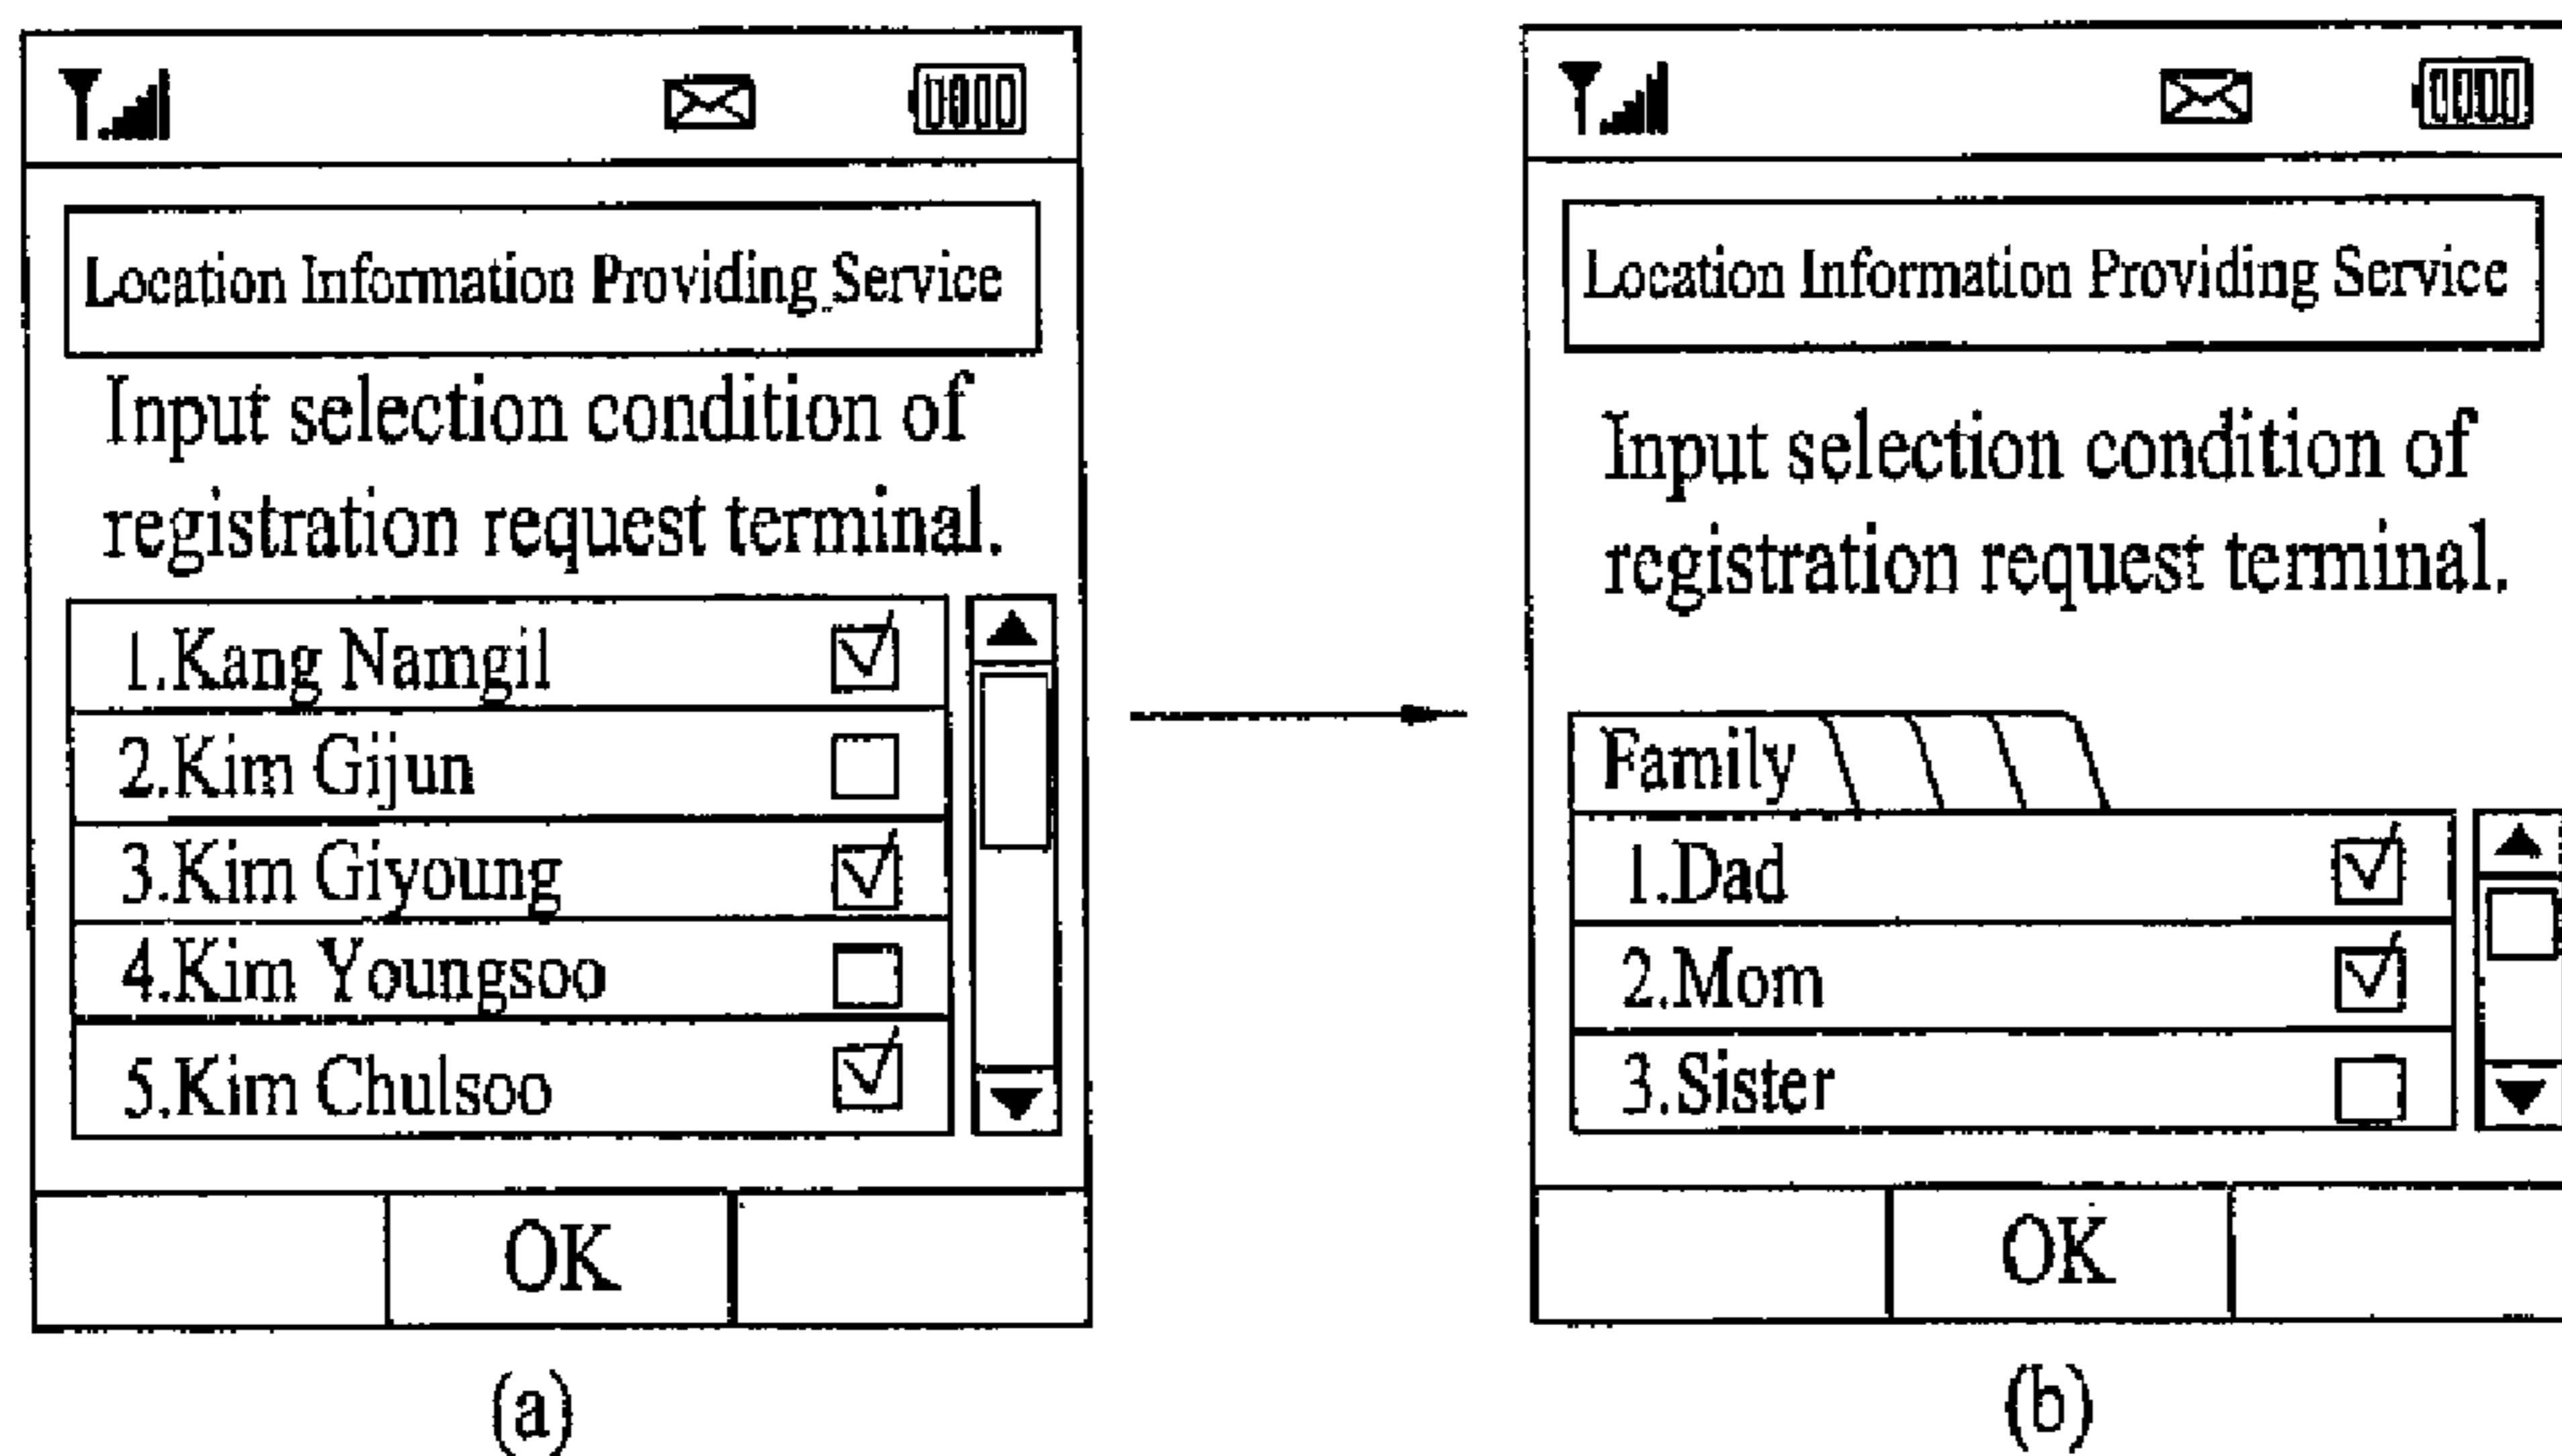 Location Information Providing Service
Input selection condition of
registration request terminal.
1.Kang Namgil
2.Kim Gijun
3.Kim Giyoung
4.Kim Youngsoo
5.Kim Chulsoo
OK
(a)
Location Information Providing Service
Input selection condition of
registration request terminal.
Family
1.Dad
2.Mom
3.Sister
OK
(b)